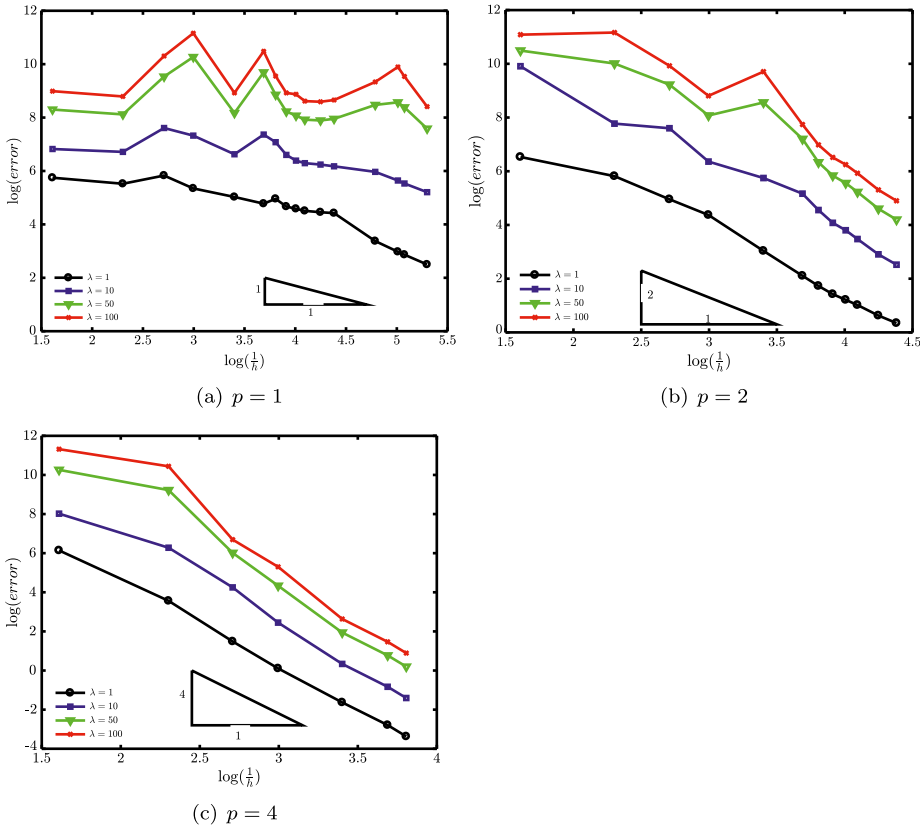 12
10
8
6
4
2
0
log(error)
λ = 1
λ = 10
λ = 50
λ = 100
1
1
1.5 2 2.5 3 3.5 4 4.5 5 5.5
log(1/h)
(a) p = 1
12
10
8
6
4
2
0
log(error)
λ = 1
λ = 10
λ = 50
λ = 100
2
1
1.5 2 2.5 3 3.5 4 4.5
log(1/h)
(b) p = 2
12
10
8
6
4
2
0
-2
-4
log(error)
λ = 1
λ = 10
λ = 50
λ = 100
4
1
1.5 2 2.5 3 3.5 4
log(1/h)
(c) p = 4